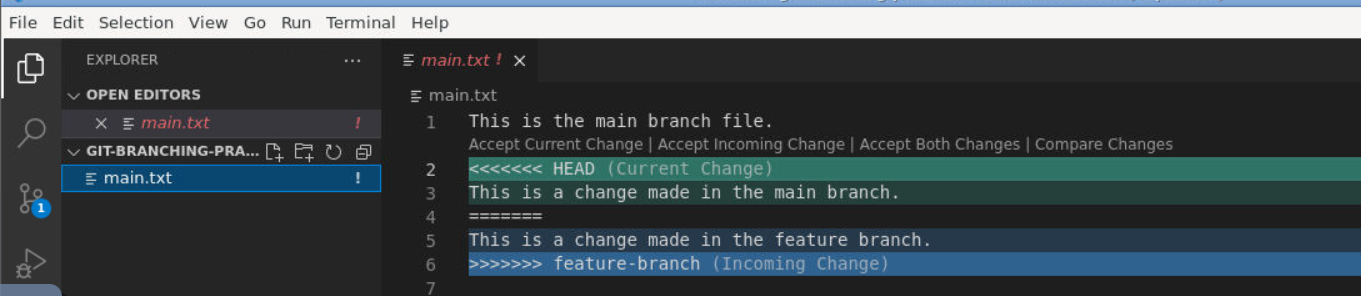 File Edit Selection View Go Run Terminal Help
EXPLORER ...
OPEN EDITORS
main.txt !
GIT-BRANCHING-PRA...
main.txt !
main.txt !
main.txt
1 This is the main branch file.
Accept Current Change | Accept Incoming Change | Accept Both Changes | Compare Changes
2 <<<<<<< HEAD (Current Change)
3 This is a change made in the main branch.
4 =======
5 This is a change made in the feature branch.
6 >>>>>>> feature-branch (Incoming Change)
7
1